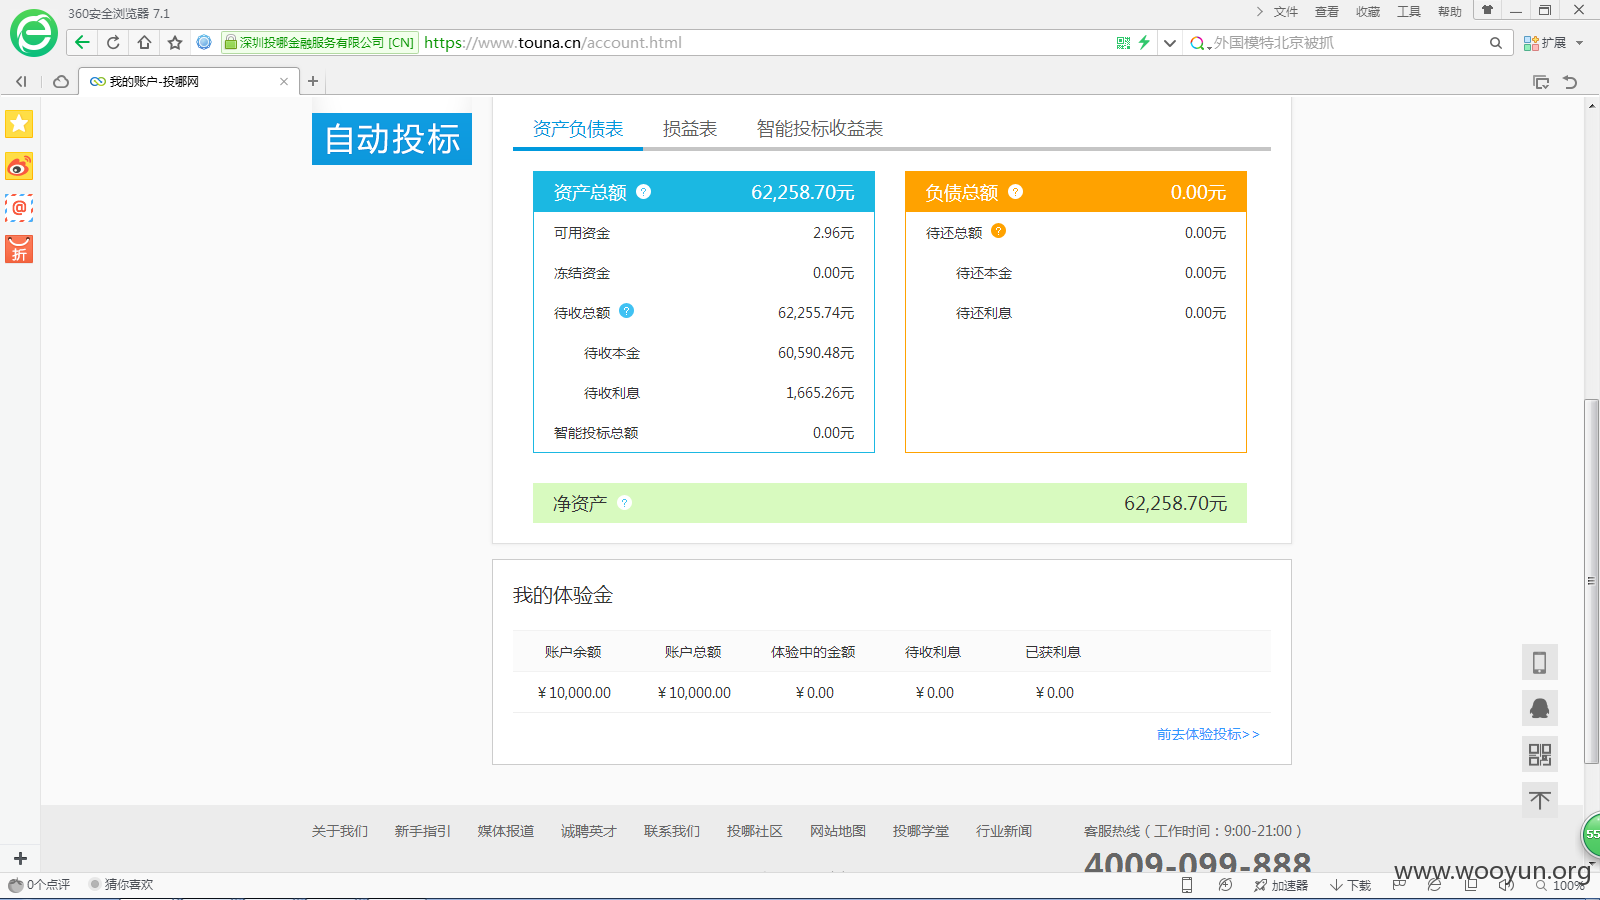 360安全浏览器 7.1
文件 查看 收藏 工具 帮助
深圳投哪金融服务有限公司 [CN] https://www.touna.cn/account.html
外国模特北京被抓
扩展
我的账户-投哪网
自动投标
资产负债表 损益表 智能投标收益表
资产总额 ? 62,258.70元
可用资金 2.96元
冻结资金 0.00元
待收总额 ? 62,255.74元
待收本金 60,590.48元
待收利息 1,665.26元
智能投标总额 0.00元
负债总额 ? 0.00元
待还总额 ? 0.00元
待还本金 0.00元
待还利息 0.00元
净资产 ? 62,258.70元
我的体验金
账户余额 账户总额 体验中的金额 待收利息 已获利息
¥10,000.00 ¥10,000.00 ¥0.00 ¥0.00 ¥0.00
前去体验投标>>
关于我们 新手指引 媒体报道 诚聘英才 联系我们 投哪社区 网站地图 投哪学堂 行业新闻
客服热线（工作时间：9:00-21:00）
4009-099-888
@
折
55
www.wooyun.org
0个点评 猜你喜欢
加速器 下载 100%